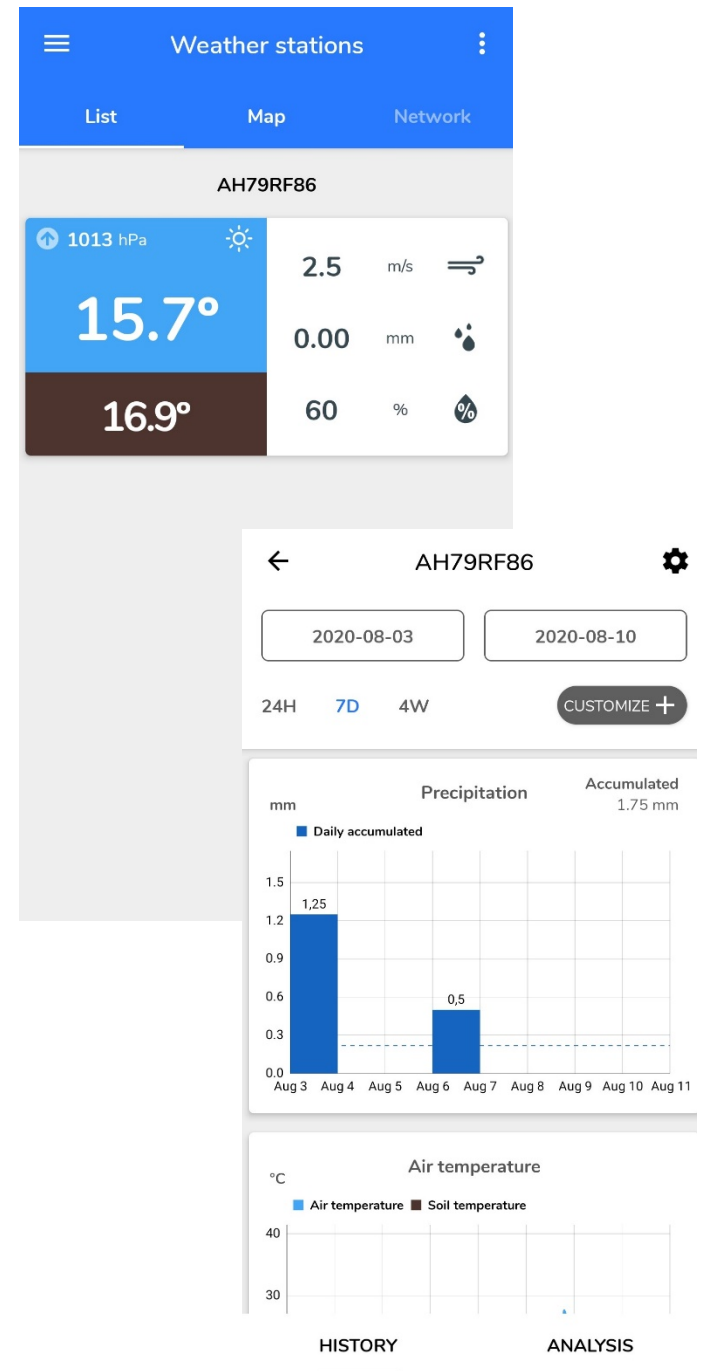 Weather stations
List Map Network
AH79RF86
1013 hPa
2.5 m/s
15.7°
0.00 mm
16.9°
60 %
%
AH79RF86
2020-08-03 2020-08-10
24H 7D 4W CUSTOMIZE +
mm Precipitation Accumulated
1.75 mm
Daily accumulated
1.5
1,25
1.2
0.9
0.6
0,5
0.3
0.0
Aug 3 Aug 4 Aug 5 Aug 6 Aug 7 Aug 8 Aug 9 Aug 10 Aug 11
°C Air temperature
Air temperature Soil temperature
40
30
HISTORY ANALYSIS